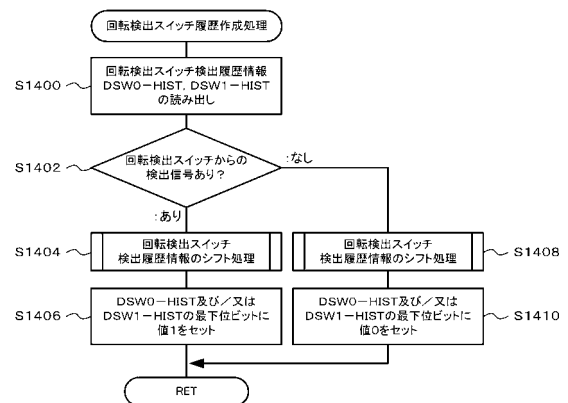 回転検出スイッチ履歴作成処理
S1400
回転検出スイッチ検出履歴情報
DSW0-HIST, DSW1-HIST
の読み出し
S1402
回転検出スイッチからの
検出信号あり?
:なし
:あり
S1404
回転検出スイッチ
検出履歴情報のシフト処理
回転検出スイッチ
検出履歴情報のシフト処理
S1408
S1406
DSW0-HIST及び/又は
DSW1-HISTの最下位ビットに
値1をセット
DSW0-HIST及び/又は
DSW1-HISTの最下位ビットに
値0をセット
S1410
RET